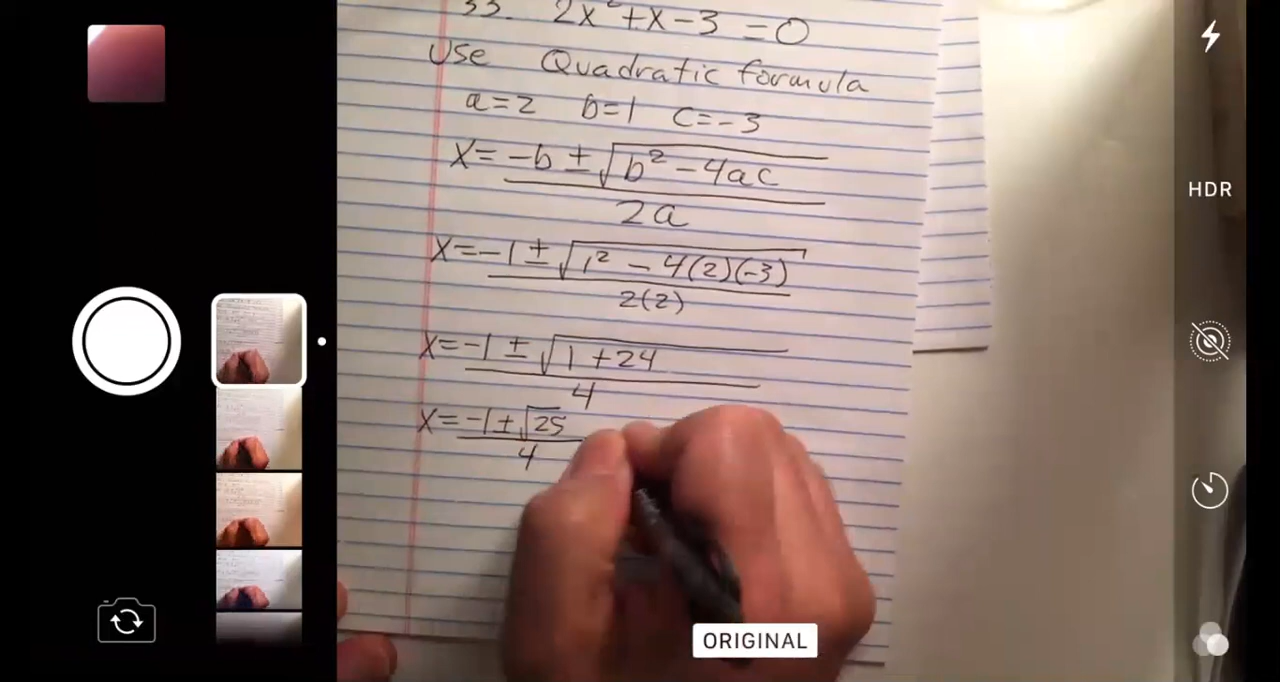 33. 2x²+x-3=0
Use Quadratic formula
a=2 b=1 c=-3
x=-b±√b²-4ac
2a
x=-1±√1²-4(2)(-3)
2(2)
x=-1±√1+24
4
x=-1±√25
4
HDR
ORIGINAL